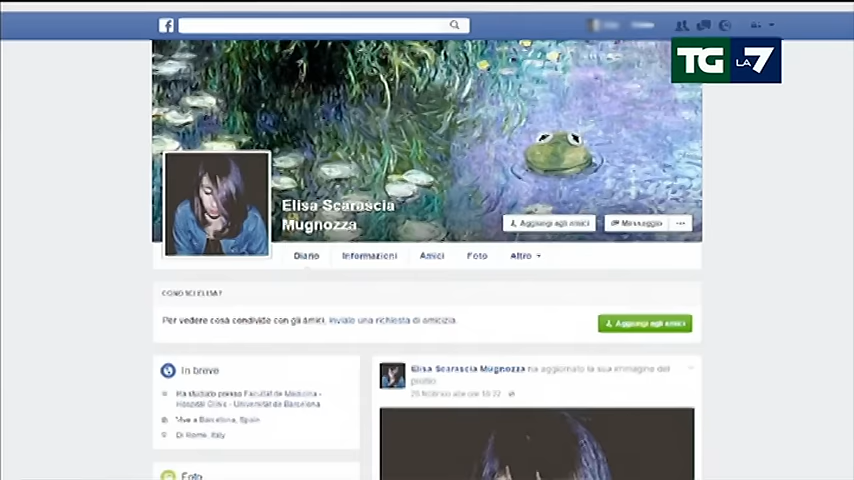 TG LA 7
Elisa Scarascia
Mugnozza
Aggiungi agli amici
Messaggio
Diario Informazioni Amici Foto Altro
CONOSCI ELISA?
Per vedere cosa condivide con gli amici, inviale una richiesta di amicizia.
Aggiungi agli amici
In breve
Ha studiato presso Facultat de Medicina -
Hospital Clínic - Universitat de Barcelona
Vive a Barcelona, Spain
Di Rome, Italy
Foto
Elisa Scarascia Mugnozza ha aggiornato la sua immagine del
profilo